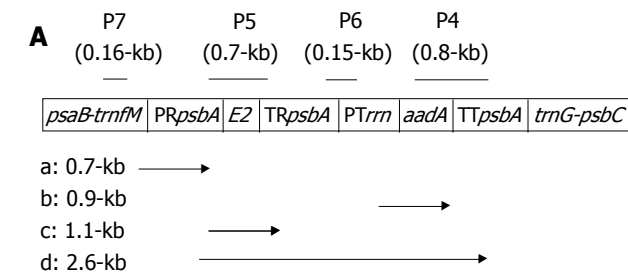 A
P7 P5 P6 P4
(0.16-kb) (0.7-kb) (0.15-kb) (0.8-kb)
psaB-trnfM PRpsbA E2 TRpsbA PTrrn aadA TTpsbA trnG-psbC
a: 0.7-kb
b: 0.9-kb
c: 1.1-kb
d: 2.6-kb